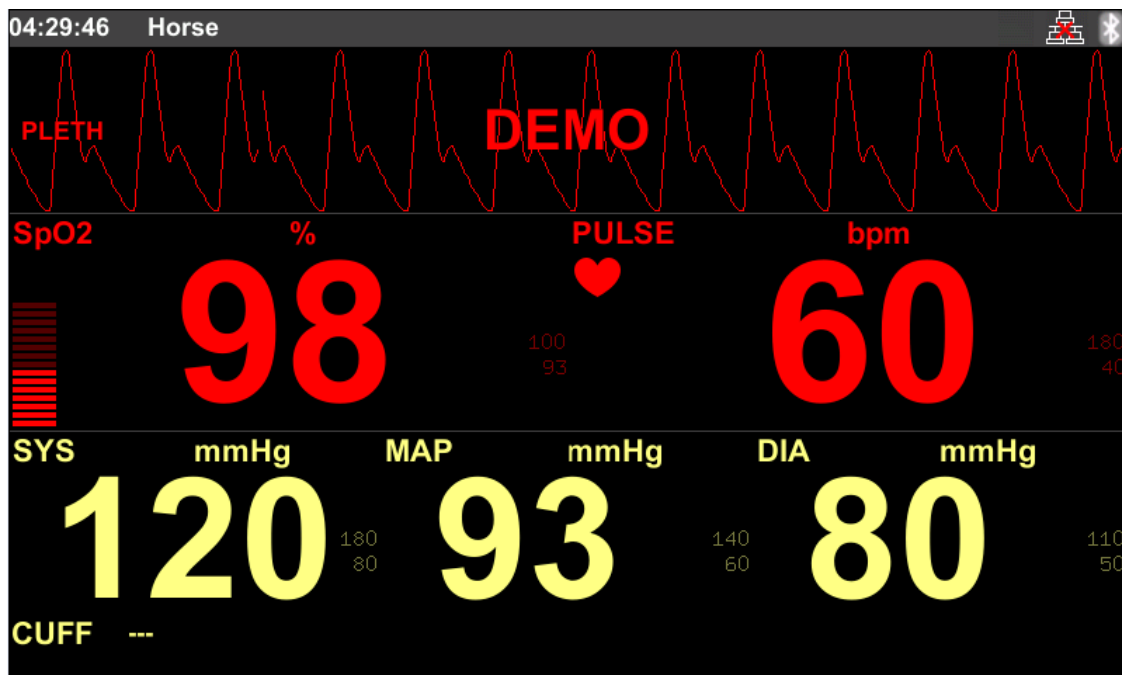 04:29:46 Horse
PLETH DEMO
SpO2 % PULSE bpm
98 60
100 180
93 40
SYS mmHg MAP mmHg DIA mmHg
120 93 80
180 140 110
80 60 50
CUFF ---